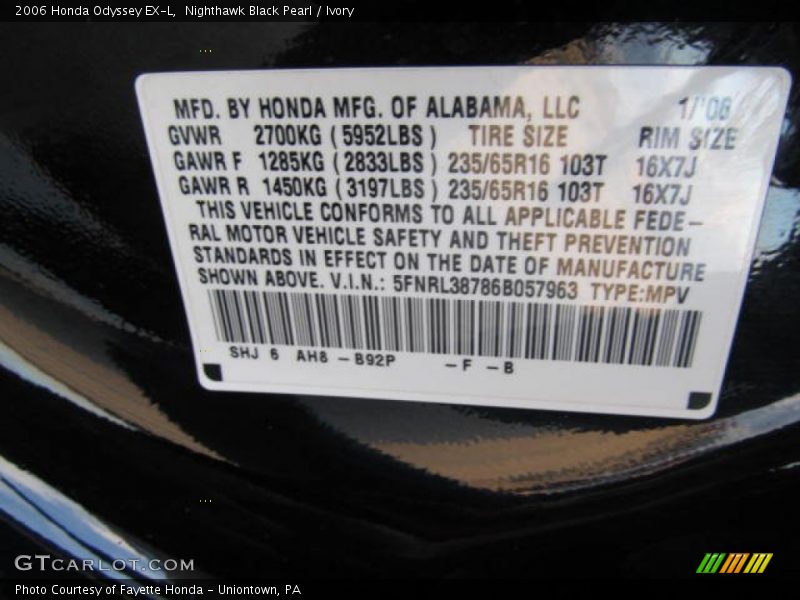 2006 Honda Odyssey EX-L, Nighthawk Black Pearl / Ivory
MFD. BY HONDA MFG. OF ALABAMA, LLC 1/'06
GVWR 2700KG (5952LBS) TIRE SIZE RIM SIZE
GAWR F 1285KG (2833LBS) 235/65R16 103T 16X7J
GAWR R 1450KG (3197LBS) 235/65R16 103T 16X7J
THIS VEHICLE CONFORMS TO ALL APPLICABLE FEDE-
RAL MOTOR VEHICLE SAFETY AND THEFT PREVENTION
STANDARDS IN EFFECT ON THE DATE OF MANUFACTURE
SHOWN ABOVE. V.I.N.: 5FNRL38786B057963 TYPE:MPV
SHJ 6 AH8 - B92P - F - B
GTCARLOT.COM
Photo Courtesy of Fayette Honda - Uniontown, PA